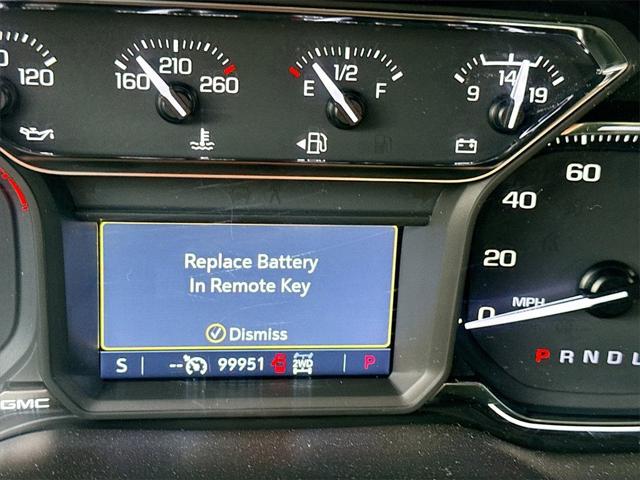 120
160 210 260
E 1/2 F
9 14 19
Replace Battery
In Remote Key
Dismiss
S -- 99951 2WD P
60
40
20
0
MPH
P R N D L
GMC